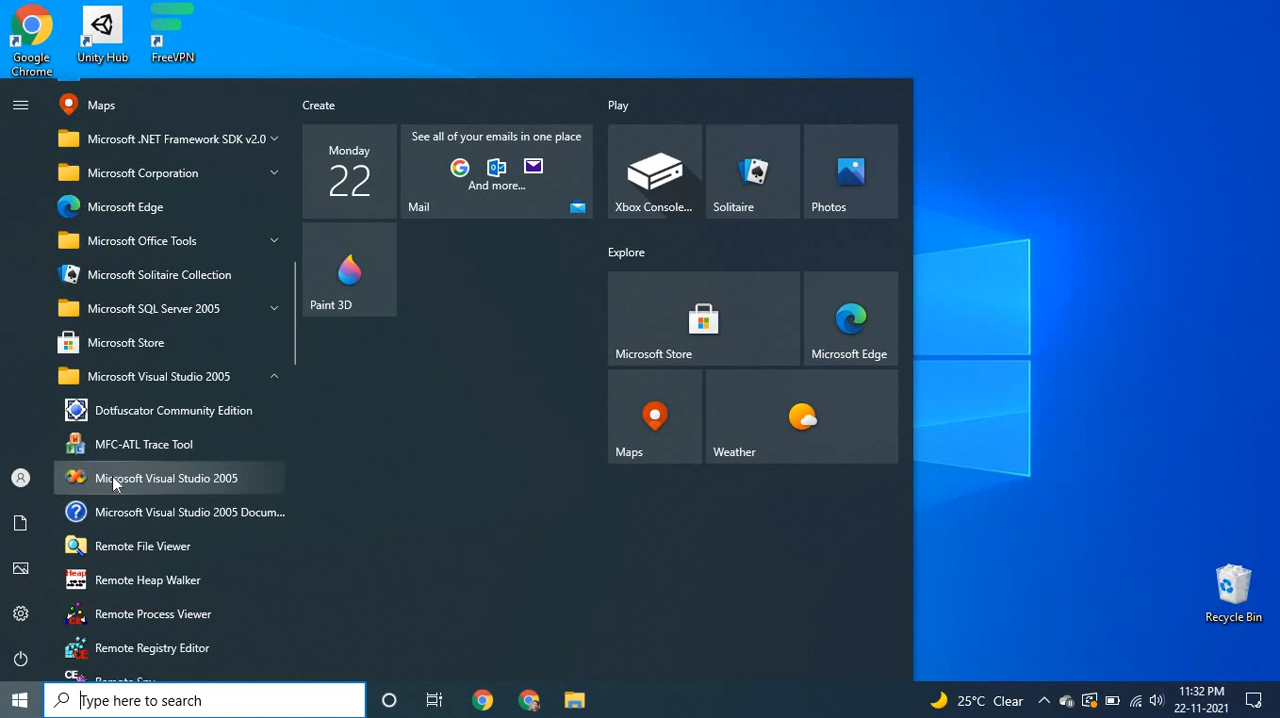 Google
Chrome
Unity Hub
FreeVPN
Maps
Microsoft .NET Framework SDK v2.0
Microsoft Corporation
Microsoft Edge
Microsoft Office Tools
Microsoft Solitaire Collection
Microsoft SQL Server 2005
Microsoft Store
Microsoft Visual Studio 2005
Dotfuscator Community Edition
MFC-ATL Trace Tool
Microsoft Visual Studio 2005
Microsoft Visual Studio 2005 Docum...
Remote File Viewer
Remote Heap Walker
Remote Process Viewer
Remote Registry Editor
Create
Monday
22
See all of your emails in one place
And more...
Mail
Paint 3D
Play
Xbox Console...
Solitaire
Photos
Explore
Microsoft Store
Microsoft Edge
Maps
Weather
Recycle Bin
Type here to search
25°C Clear
11:32 PM
22-11-2021